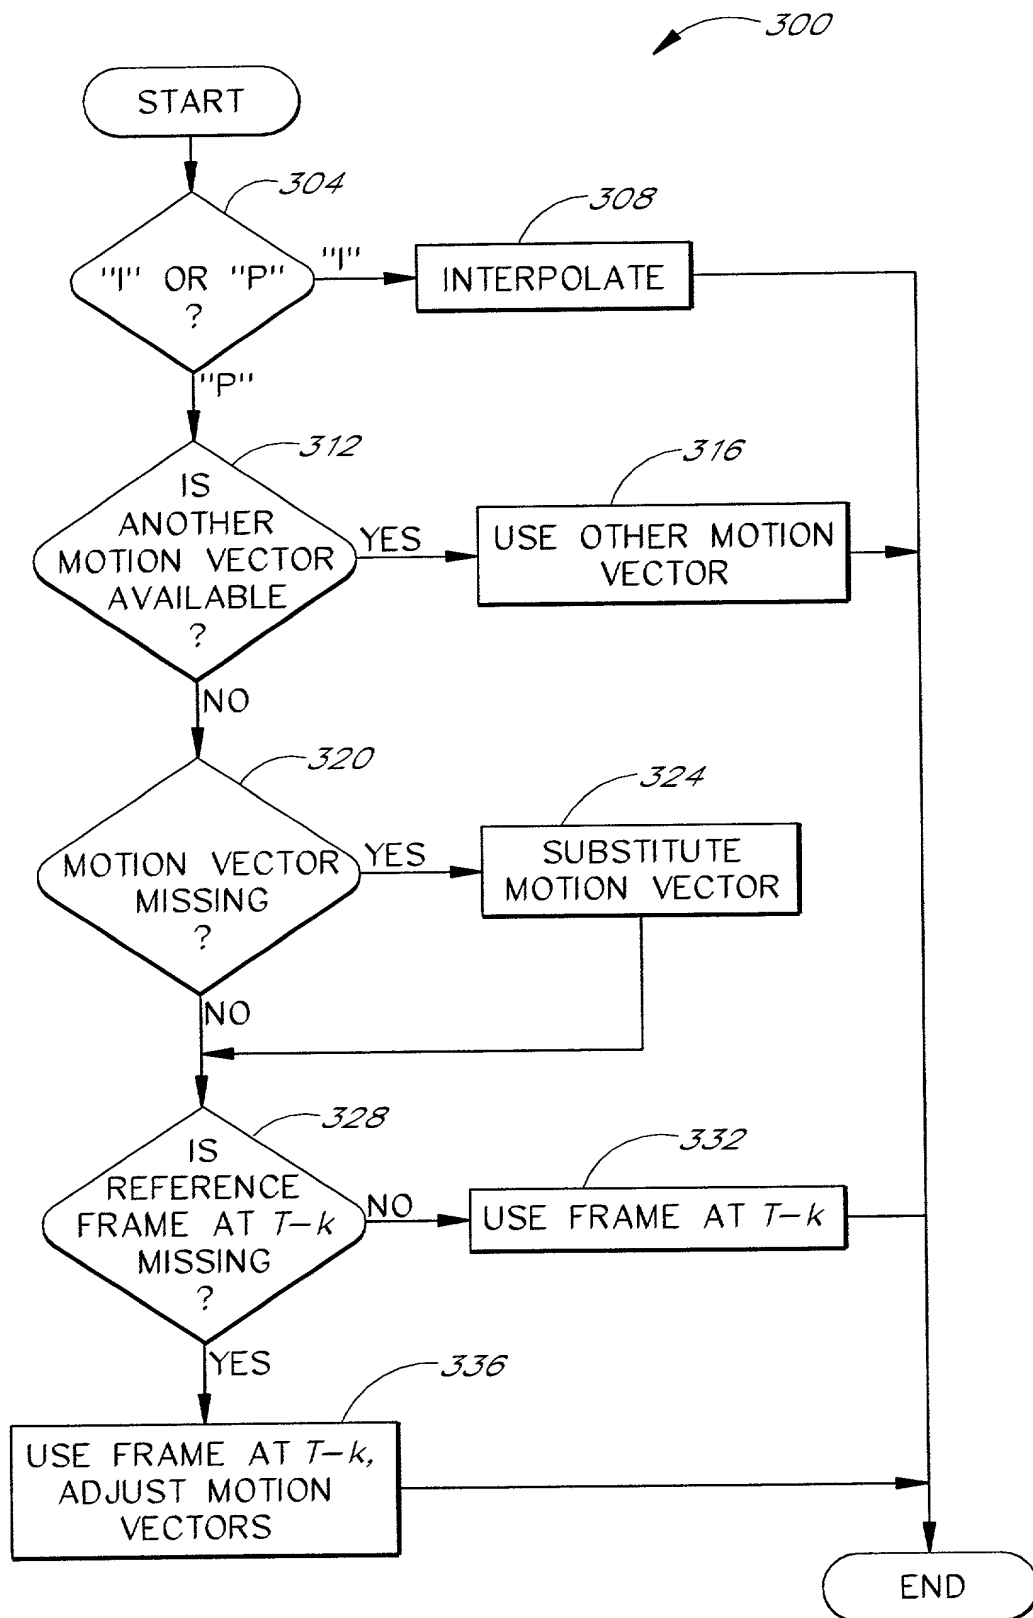 300
START
304
"I" OR "P"
?
"I"
308
INTERPOLATE
"P"
312
IS
ANOTHER
MOTION VECTOR
AVAILABLE
?
YES
316
USE OTHER MOTION
VECTOR
NO
320
MOTION VECTOR
MISSING
?
YES
324
SUBSTITUTE
MOTION VECTOR
NO
328
IS
REFERENCE
FRAME AT T-k
MISSING
?
NO
332
USE FRAME AT T-k
YES
336
USE FRAME AT T-k,
ADJUST MOTION
VECTORS
END